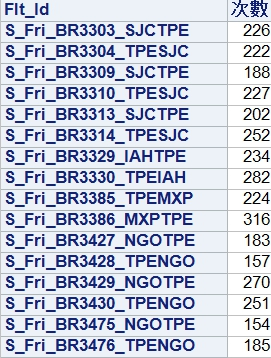 Flt_Id 次數
S_Fri_BR3303_SJCTPE 226
S_Fri_BR3304_TPESJC 222
S_Fri_BR3309_SJCTPE 188
S_Fri_BR3310_TPESJC 227
S_Fri_BR3313_SJCTPE 202
S_Fri_BR3314_TPESJC 252
S_Fri_BR3329_IAHTPE 234
S_Fri_BR3330_TPEIAH 282
S_Fri_BR3385_TPEMXP 224
S_Fri_BR3386_MXPTPE 316
S_Fri_BR3427_NGOTPE 183
S_Fri_BR3428_TPENGO 157
S_Fri_BR3429_NGOTPE 270
S_Fri_BR3430_TPENGO 251
S_Fri_BR3475_NGOTPE 154
S_Fri_BR3476_TPENGO 185